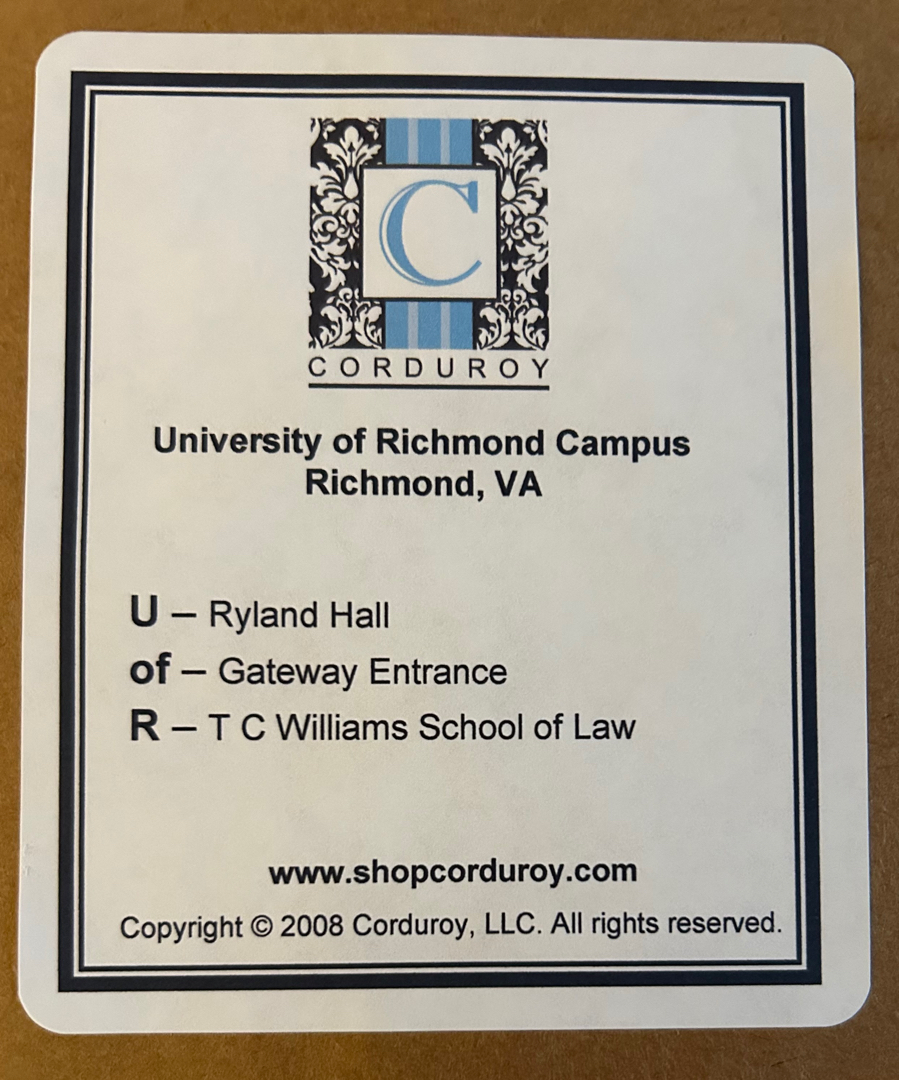 C
CORDUROY
University of Richmond Campus
Richmond, VA
U – Ryland Hall
of – Gateway Entrance
R – T C Williams School of Law
www.shopcorduroy.com
Copyright © 2008 Corduroy, LLC. All rights reserved.